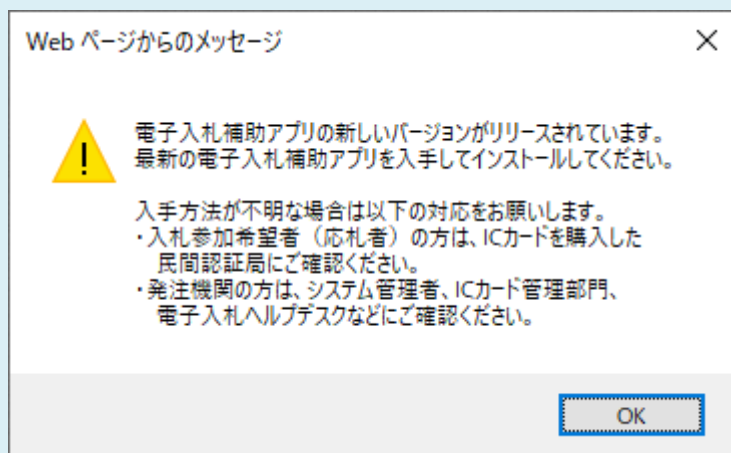 Web ページからのメッセージ
電子入札補助アプリの新しいバージョンがリリースされています。
最新の電子入札補助アプリを入手してインストールしてください。
入手方法が不明な場合は以下の対応をお願いします。
・入札参加希望者（応札者）の方は、ICカードを購入した
民間認証局にご確認ください。
・発注機関の方は、システム管理者、ICカード管理部門、
電子入札ヘルプデスクなどにご確認ください。
OK